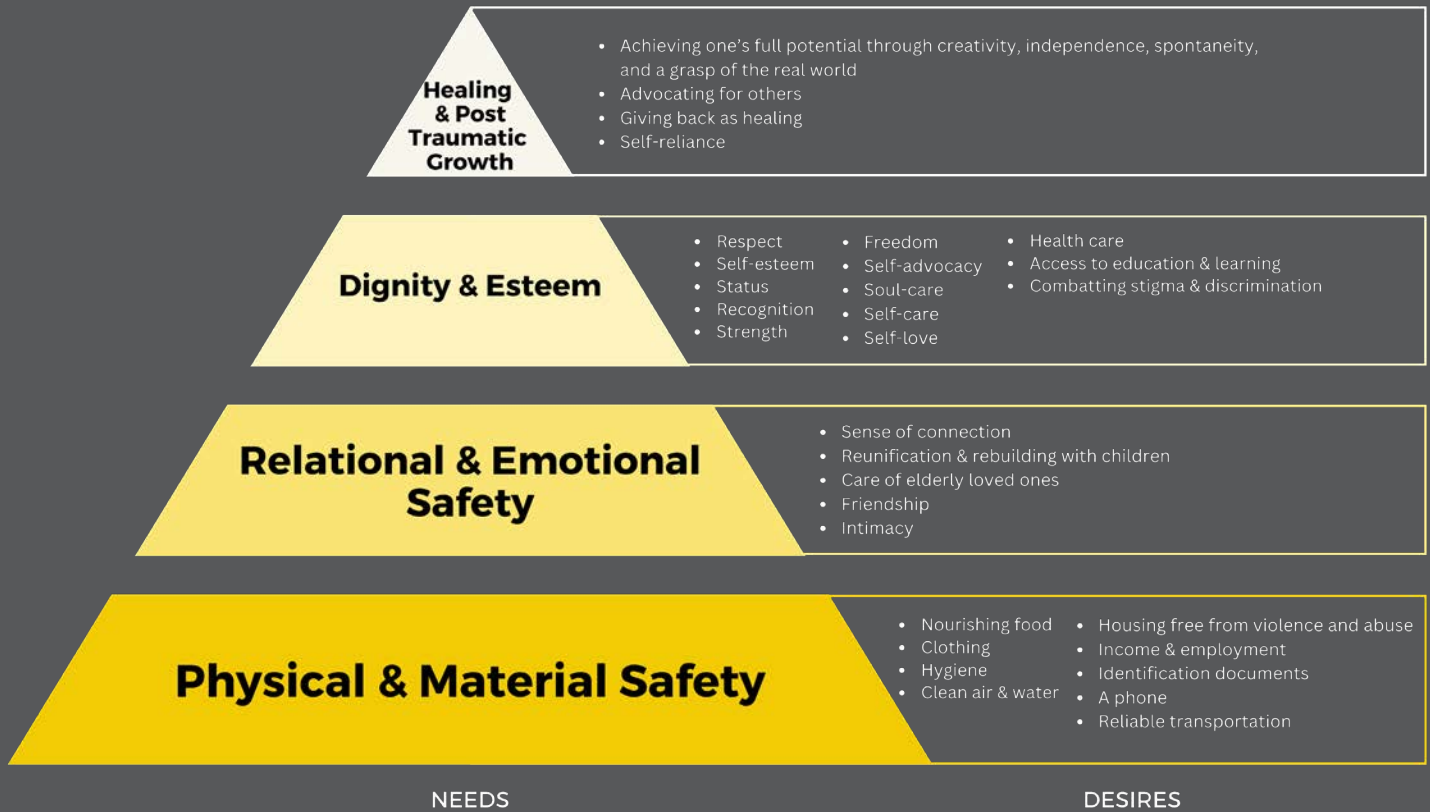 Healing
& Post
Traumatic
Growth
• Achieving one's full potential through creativity, independence, spontaneity,
and a grasp of the real world
• Advocating for others
• Giving back as healing
• Self-reliance
Dignity & Esteem
• Respect
• Self-esteem
• Status
• Recognition
• Strength
• Freedom
• Self-advocacy
• Soul-care
• Self-care
• Self-love
• Health care
• Access to education & learning
• Combatting stigma & discrimination
Relational & Emotional
Safety
• Sense of connection
• Reunification & rebuilding with children
• Care of elderly loved ones
• Friendship
• Intimacy
Physical & Material Safety
• Nourishing food
• Clothing
• Hygiene
• Clean air & water
• Housing free from violence and abuse
• Income & employment
• Identification documents
• A phone
• Reliable transportation
NEEDS
DESIRES